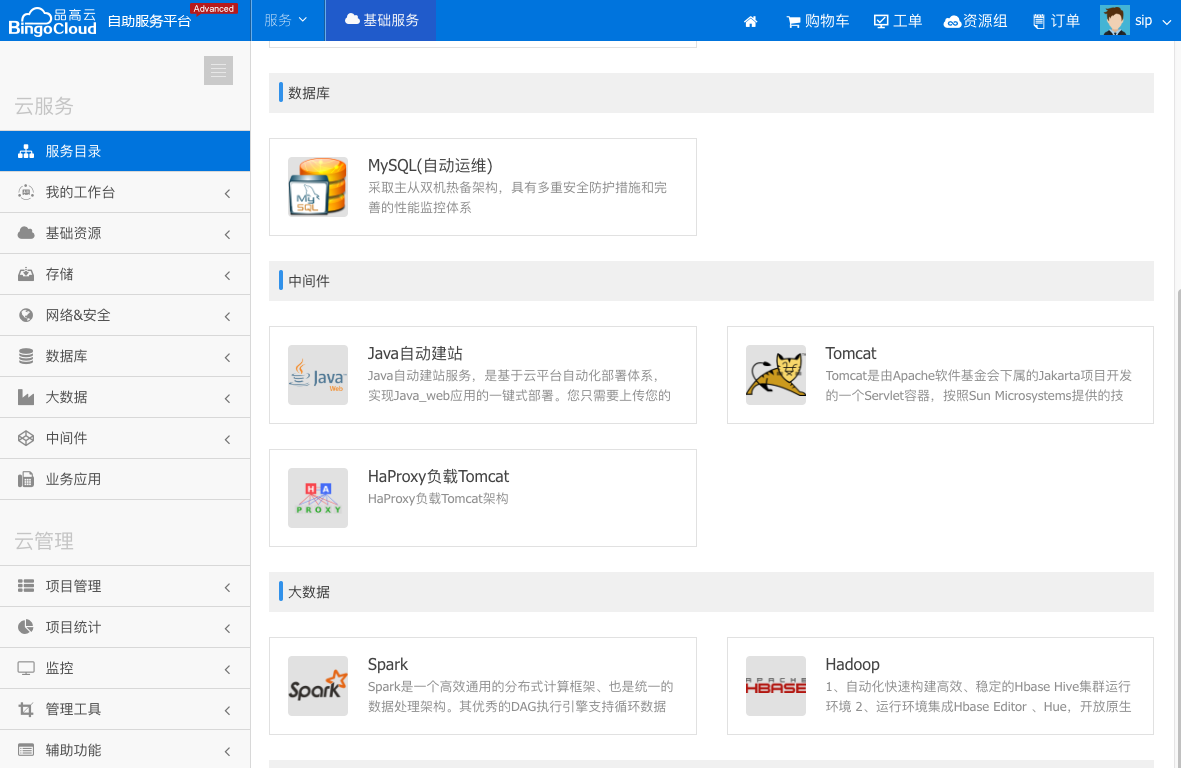 品高云
BingoCloud
自助服务平台
Advanced
服务
基础服务
购物车
工单
资源组
订单
sip
云服务
服务目录
我的工作台
基础资源
存储
网络&安全
数据库
大数据
中间件
业务应用
云管理
项目管理
项目统计
监控
管理工具
辅助功能
数据库
MySQL
MySQL(自动运维)
采取主从双机热备架构，具有多重安全防护措施和完
善的性能监控体系
中间件
Java
Web
Java自动建站
Java自动建站服务，是基于云平台自动化部署体系，
实现Java_web应用的一键式部署。您只需要上传您的
Tomcat
Tomcat是由Apache软件基金会下属的Jakarta项目开发
的一个Servlet容器，按照Sun Microsystems提供的技
HA
PROXY
HaProxy负载Tomcat
HaProxy负载Tomcat架构
大数据
Spark
Spark
Spark是一个高效通用的分布式计算框架、也是统一的
数据处理架构。其优秀的DAG执行引擎支持循环数据
APACHE
HBASE
Hadoop
1、自动化快速构建高效、稳定的Hbase Hive集群运行
环境 2、运行环境集成Hbase Editor 、Hue，开放原生